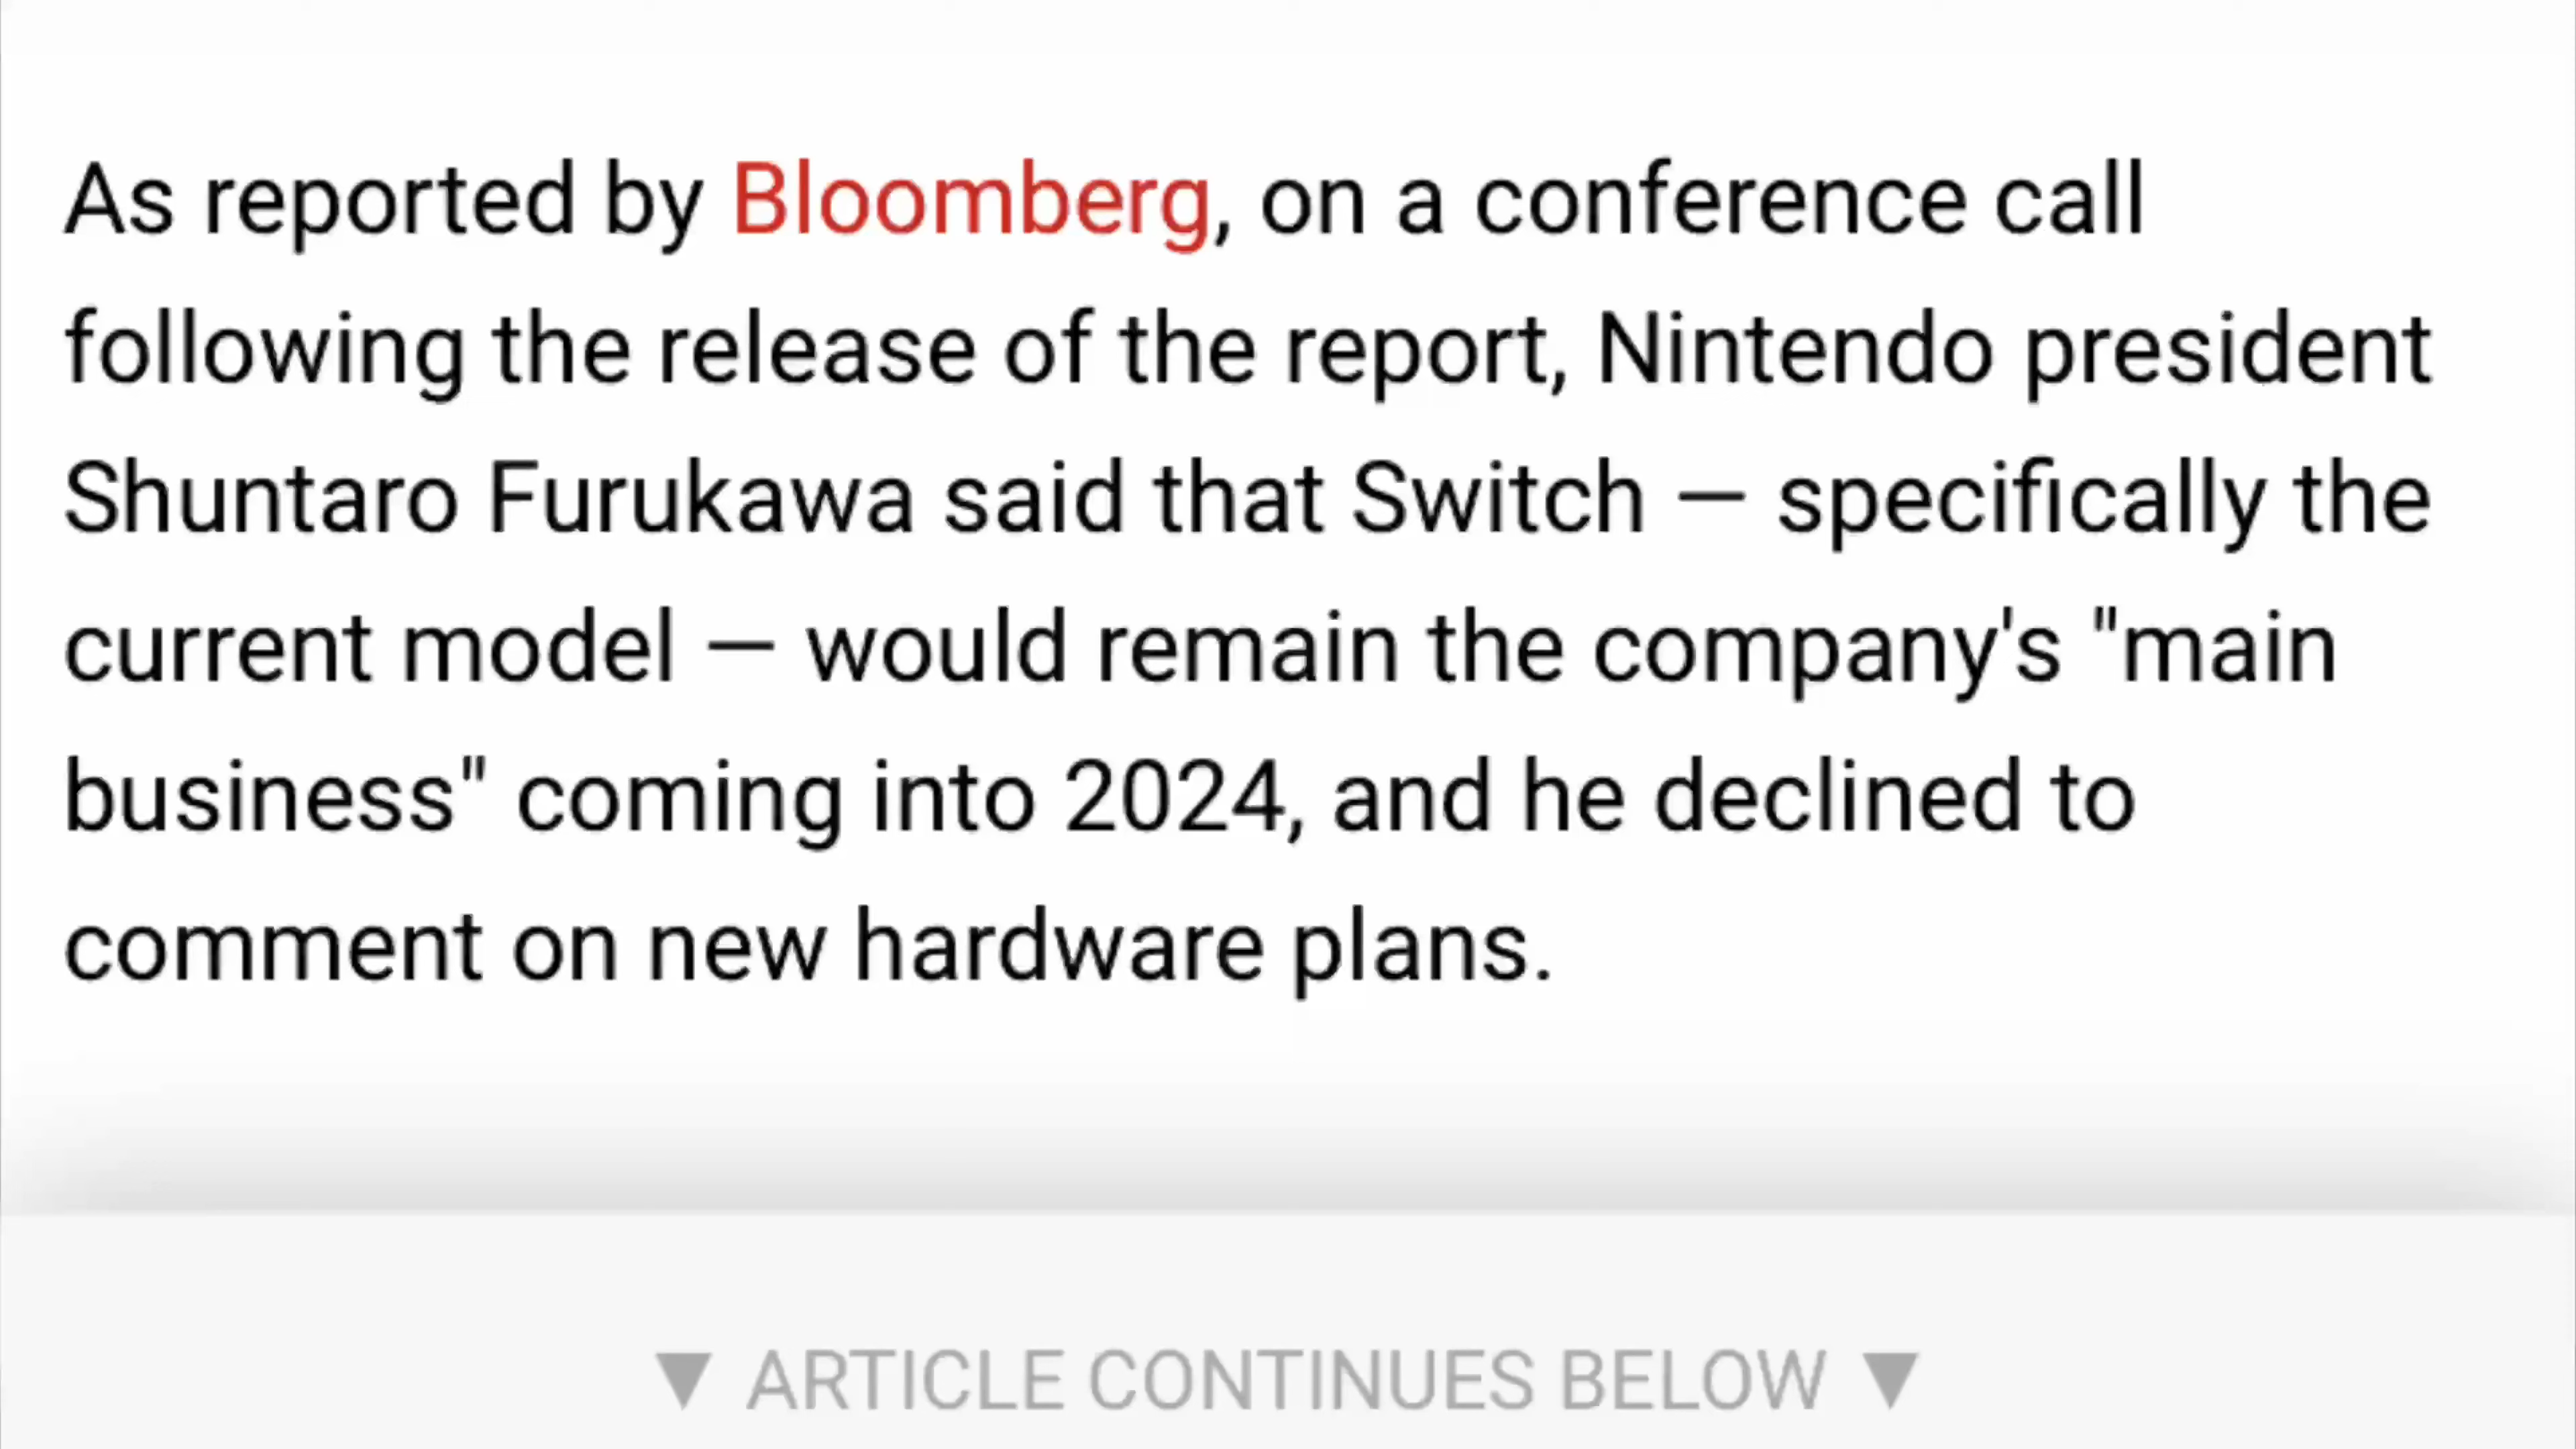 As reported by Bloomberg, on a conference call
following the release of the report, Nintendo president
Shuntaro Furukawa said that Switch — specifically the
current model — would remain the company's "main
business" coming into 2024, and he declined to
comment on new hardware plans.
▼ ARTICLE CONTINUES BELOW ▼